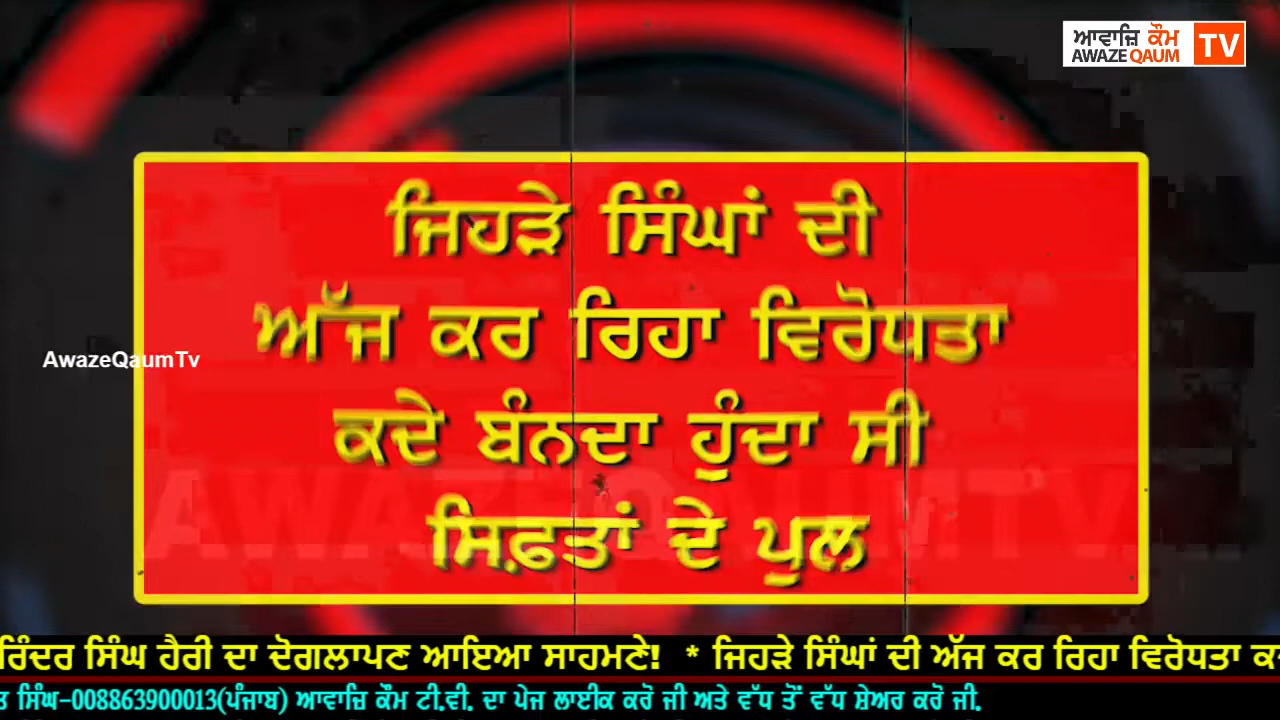 ਆਵਾਜ਼ਿ ਕੌਮ
AWAZE QAUM TV
ਜਿਹੜੇ ਸਿੰਘਾਂ ਦੀ
ਅੱਜ ਕਰ ਰਿਹਾ ਵਿਰੋਧਤਾ
AwazeQaumTv
ਕਦੇ ਬੰਨਦਾ ਹੁੰਦਾ ਸੀ
AWAZEQAUMTV
ਸਿਫ਼ਤਾਂ ਦੇ ਪੁਲ
ਰਿੰਦਰ ਸਿੰਘ ਹੈਰੀ ਦਾ ਦੋਗਲਾਪਣ ਆਇਆ ਸਾਹਮਣੇ! * ਜਿਹੜੇ ਸਿੰਘਾਂ ਦੀ ਅੱਜ ਕਰ ਰਿਹਾ ਵਿਰੋਧਤਾ ਕ
ਤ ਸਿੰਘ-008863900013(ਪੰਜਾਬ) ਆਵਾਜ਼ਿ ਕੌਮ ਟੀ.ਵੀ. ਦਾ ਪੇਜ ਲਾਈਕ ਕਰੋ ਜੀ ਅਤੇ ਵੱਧ ਤੋਂ ਵੱਧ ਸ਼ੇਅਰ ਕਰੋ ਜੀ.